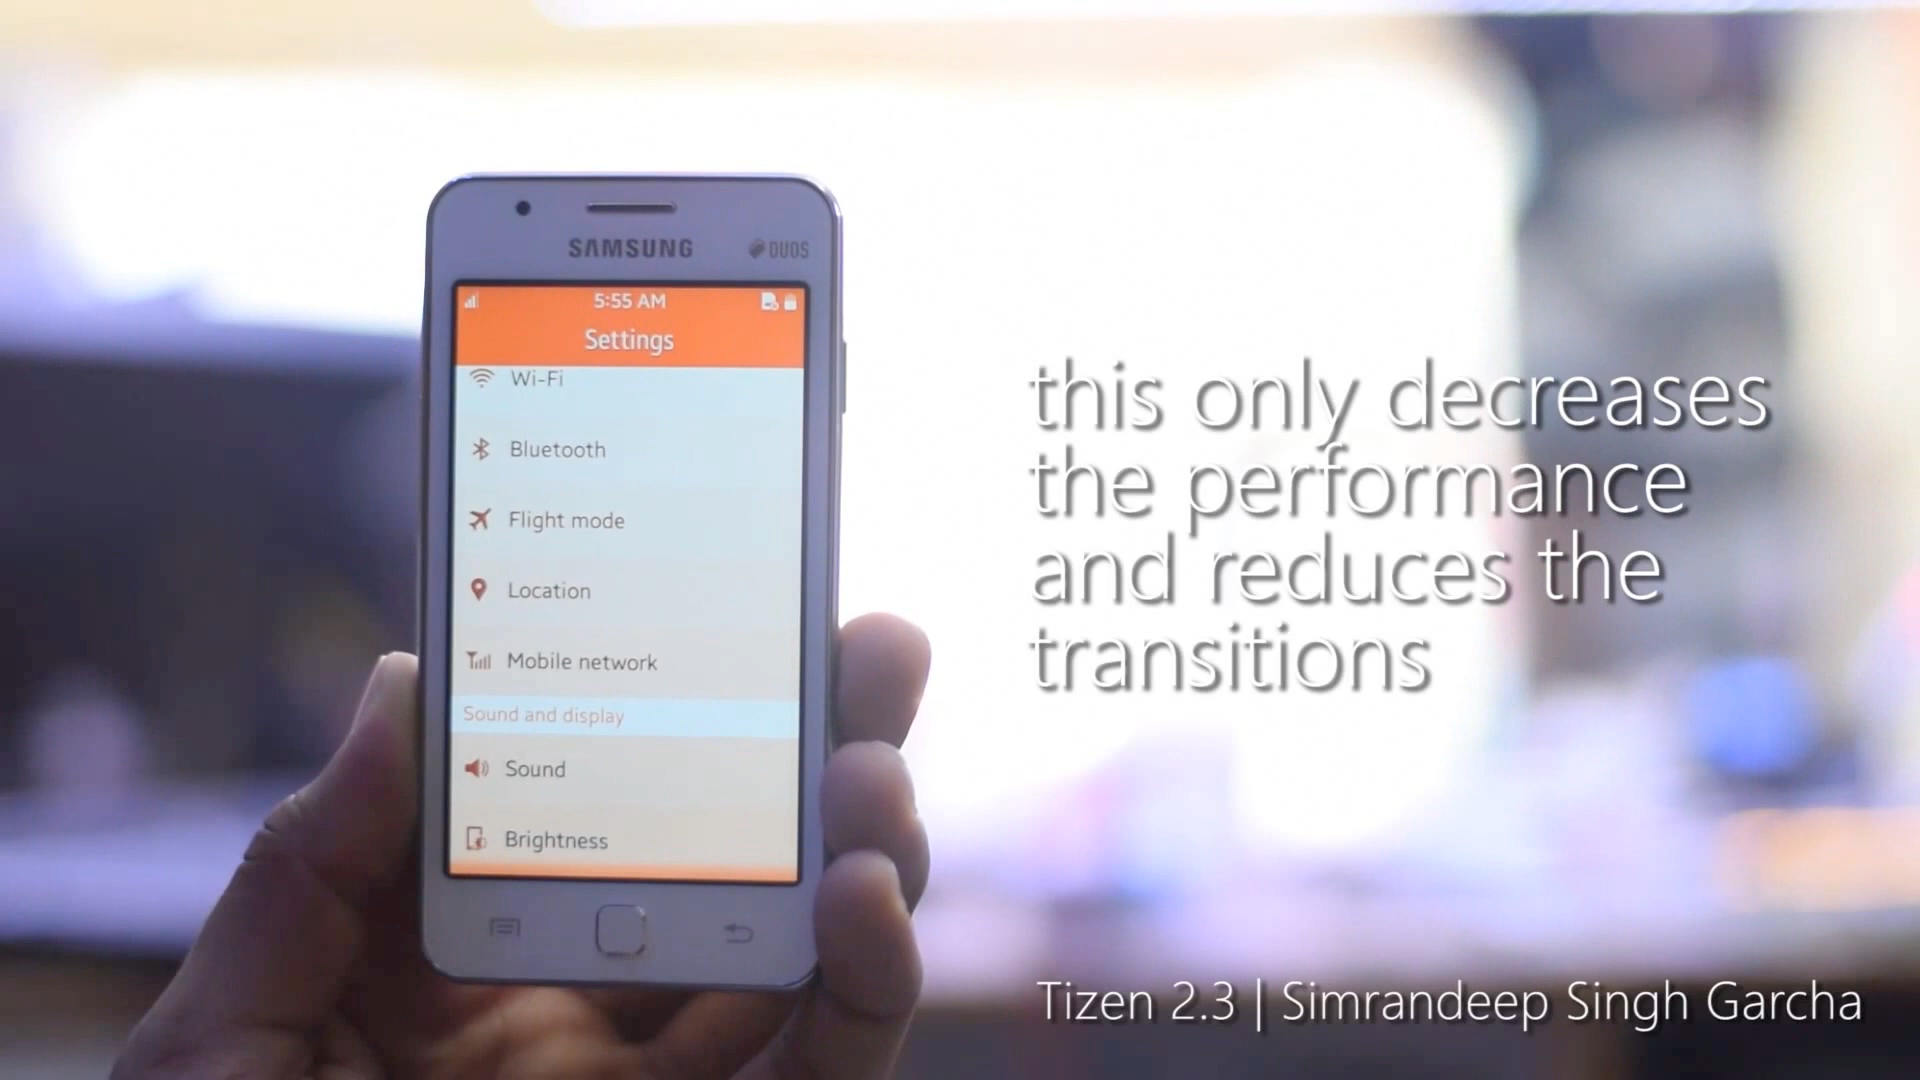 SAMSUNG
DUOS
5:55 AM
Settings
Wi-Fi
Bluetooth
Flight mode
Location
Mobile network
Sound and display
Sound
Brightness
this only decreases
the performance
and reduces the
transitions
Tizen 2.3 | Simrandeep Singh Garcha